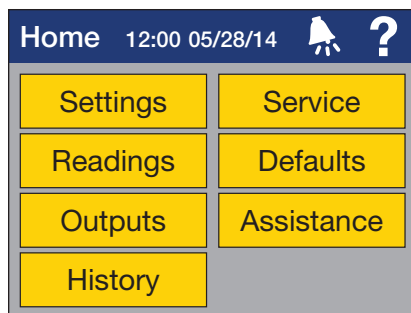 Home 12:00 05/28/14 ?
Settings Service
Readings Defaults
Outputs Assistance
History